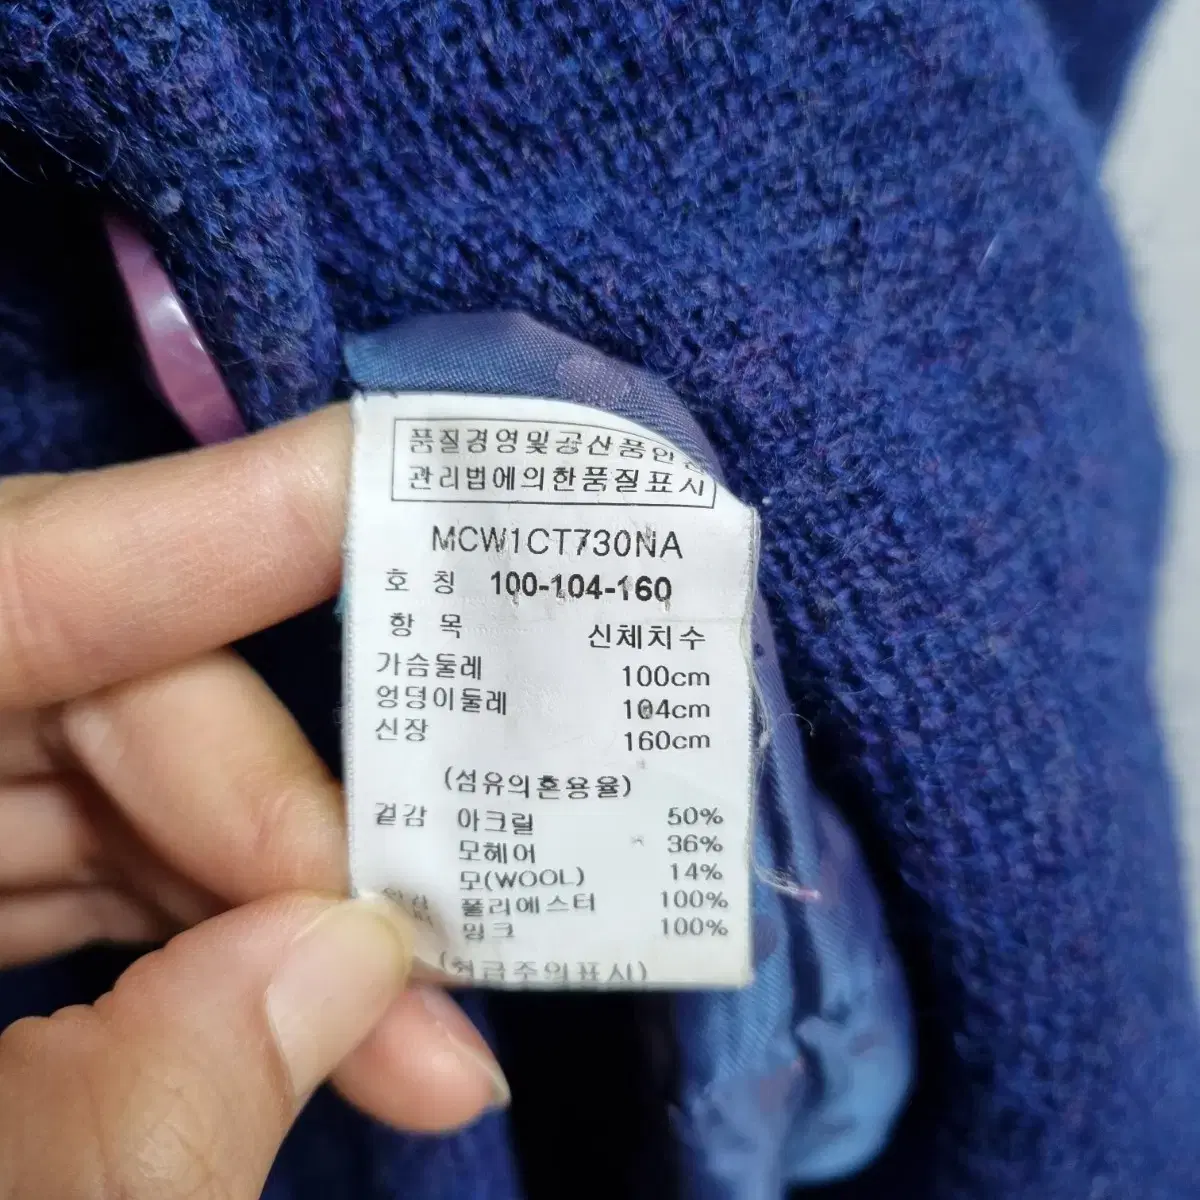 품질경영및공산품안전
관리법에의한품질표시
MCW1CT730NA
호 칭 100-104-160
항 목 신체치수
가슴둘레 100cm
엉덩이둘레 104cm
신장 160cm
(섬유의혼용율)
겉감 아크릴 50%
모헤어 36%
모(WOOL) 14%
폴리에스터 100%
밍크 100%
(취급주의표시)